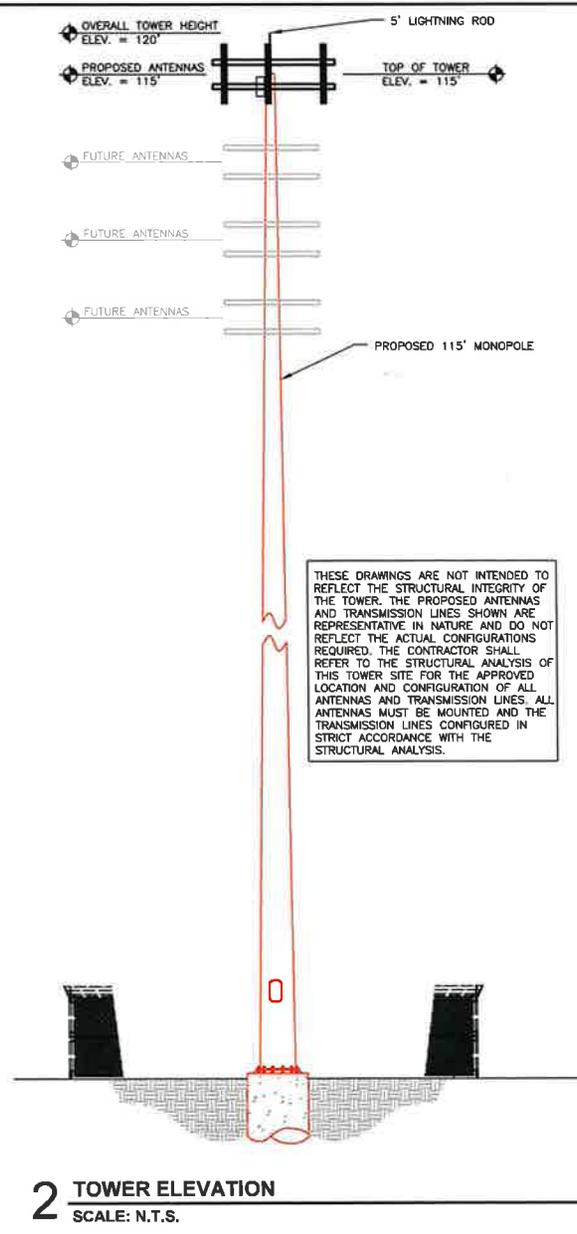 5' LIGHTNING ROD
OVERALL TOWER HEIGHT
ELEV. = 120'
PROPOSED ANTENNAS
ELEV. = 115'
TOP OF TOWER
ELEV. = 115'
FUTURE ANTENNAS
FUTURE ANTENNAS
FUTURE ANTENNAS
PROPOSED 115' MONOPOLE
THESE DRAWINGS ARE NOT INTENDED TO
REFLECT THE STRUCTURAL INTEGRITY OF
THE TOWER. THE PROPOSED ANTENNAS
AND TRANSMISSION LINES SHOWN ARE
REPRESENTATIVE IN NATURE AND DO NOT
REFLECT THE ACTUAL CONFIGURATIONS
REQUIRED. THE CONTRACTOR SHALL
REFER TO THE STRUCTURAL ANALYSIS OF
THIS TOWER SITE FOR THE APPROVED
LOCATION AND CONFIGURATION OF ALL
ANTENNAS AND TRANSMISSION LINES. ALL
ANTENNAS MUST BE MOUNTED AND THE
TRANSMISSION LINES CONFIGURED IN
STRICT ACCORDANCE WITH THE
STRUCTURAL ANALYSIS.
2 TOWER ELEVATION
SCALE: N.T.S.